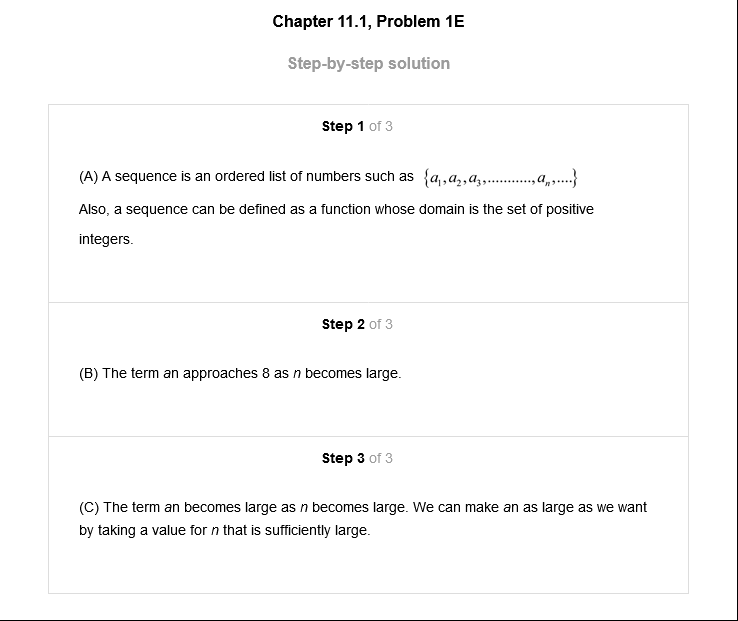 Chapter 11.1, Problem 1E
Step-by-step solution
Step 1 of 3
(A) A sequence is an ordered list of numbers such as {a₁,a₂,a₃,............,aₙ,....}
Also, a sequence can be defined as a function whose domain is the set of positive
integers.
Step 2 of 3
(B) The term an approaches 8 as n becomes large.
Step 3 of 3
(C) The term an becomes large as n becomes large. We can make an as large as we want
by taking a value for n that is sufficiently large.